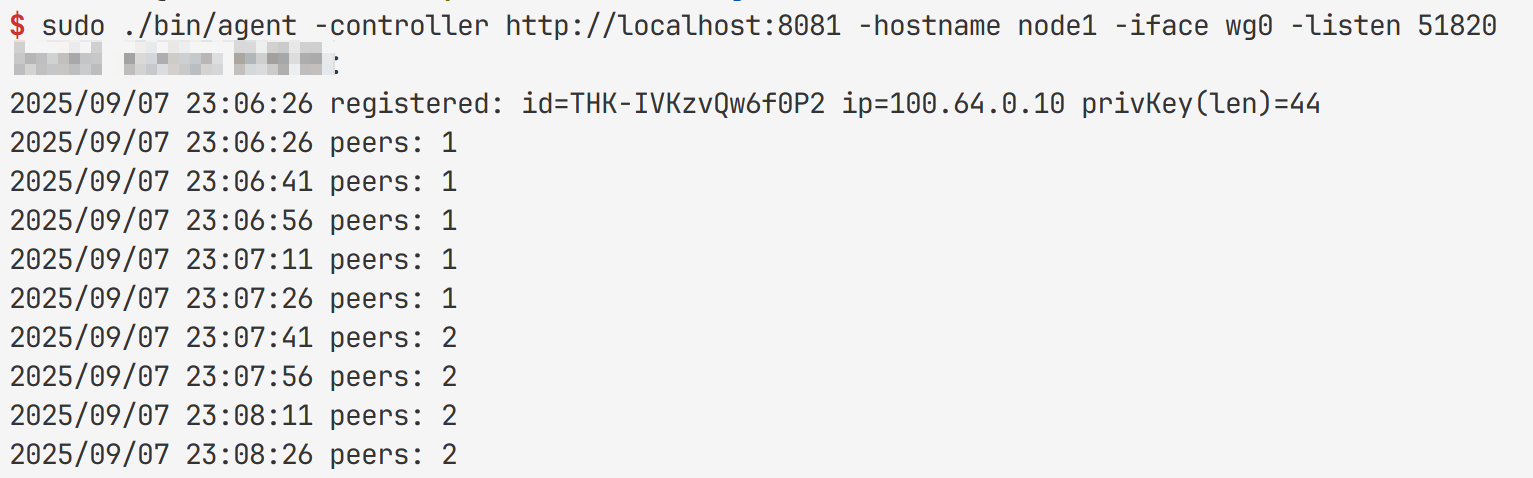 $ sudo ./bin/agent -controller http://localhost:8081 -hostname node1 -iface wg0 -listen 51820
:
2025/09/07 23:06:26 registered: id=THK-IVKzvQw6f0P2 ip=100.64.0.10 privKey(len)=44
2025/09/07 23:06:26 peers: 1
2025/09/07 23:06:41 peers: 1
2025/09/07 23:06:56 peers: 1
2025/09/07 23:07:11 peers: 1
2025/09/07 23:07:26 peers: 1
2025/09/07 23:07:41 peers: 2
2025/09/07 23:07:56 peers: 2
2025/09/07 23:08:11 peers: 2
2025/09/07 23:08:26 peers: 2